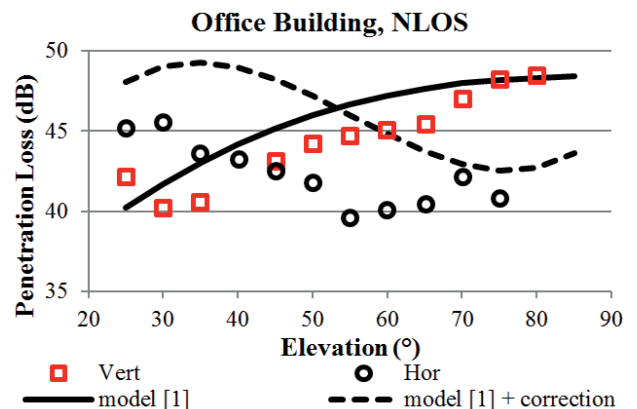 Office Building, NLOS
Penetration Loss (dB)
50
45
40
35
20 30 40 50 60 70 80 90
Elevation (°)
Vert Hor
model [1] model [1] + correction